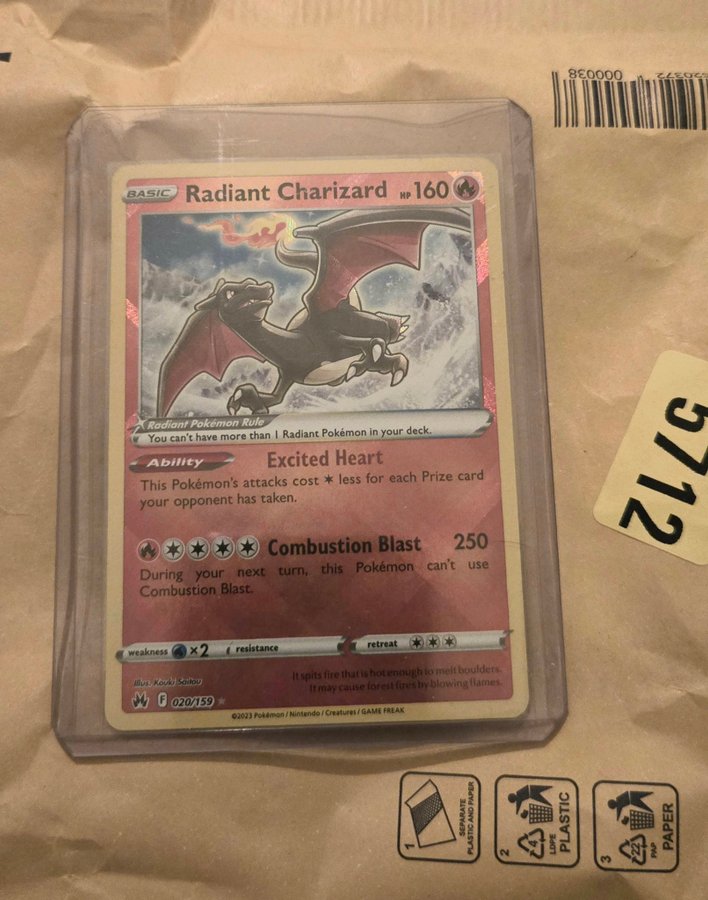 000038
BASIC Radiant Charizard HP 160
Radiant Pokémon Rule
You can't have more than 1 Radiant Pokémon in your deck.
Ability Excited Heart
This Pokémon's attacks cost less for each Prize card
your opponent has taken.
Combustion Blast 250
During your next turn, this Pokémon can't use
Combustion Blast.
weakness ×2 resistance retreat
It spits fire that is hot enough to melt boulders.
It may cause forest fires by blowing flames.
Illus. Kouki Saitou
F 020/159
©2023 Pokémon / Nintendo / Creatures / GAME FREAK
5712
1
SEPARATE
PLASTIC AND PAPER
2
4
LDPE
PLASTIC
3
22
PAP
PAPER